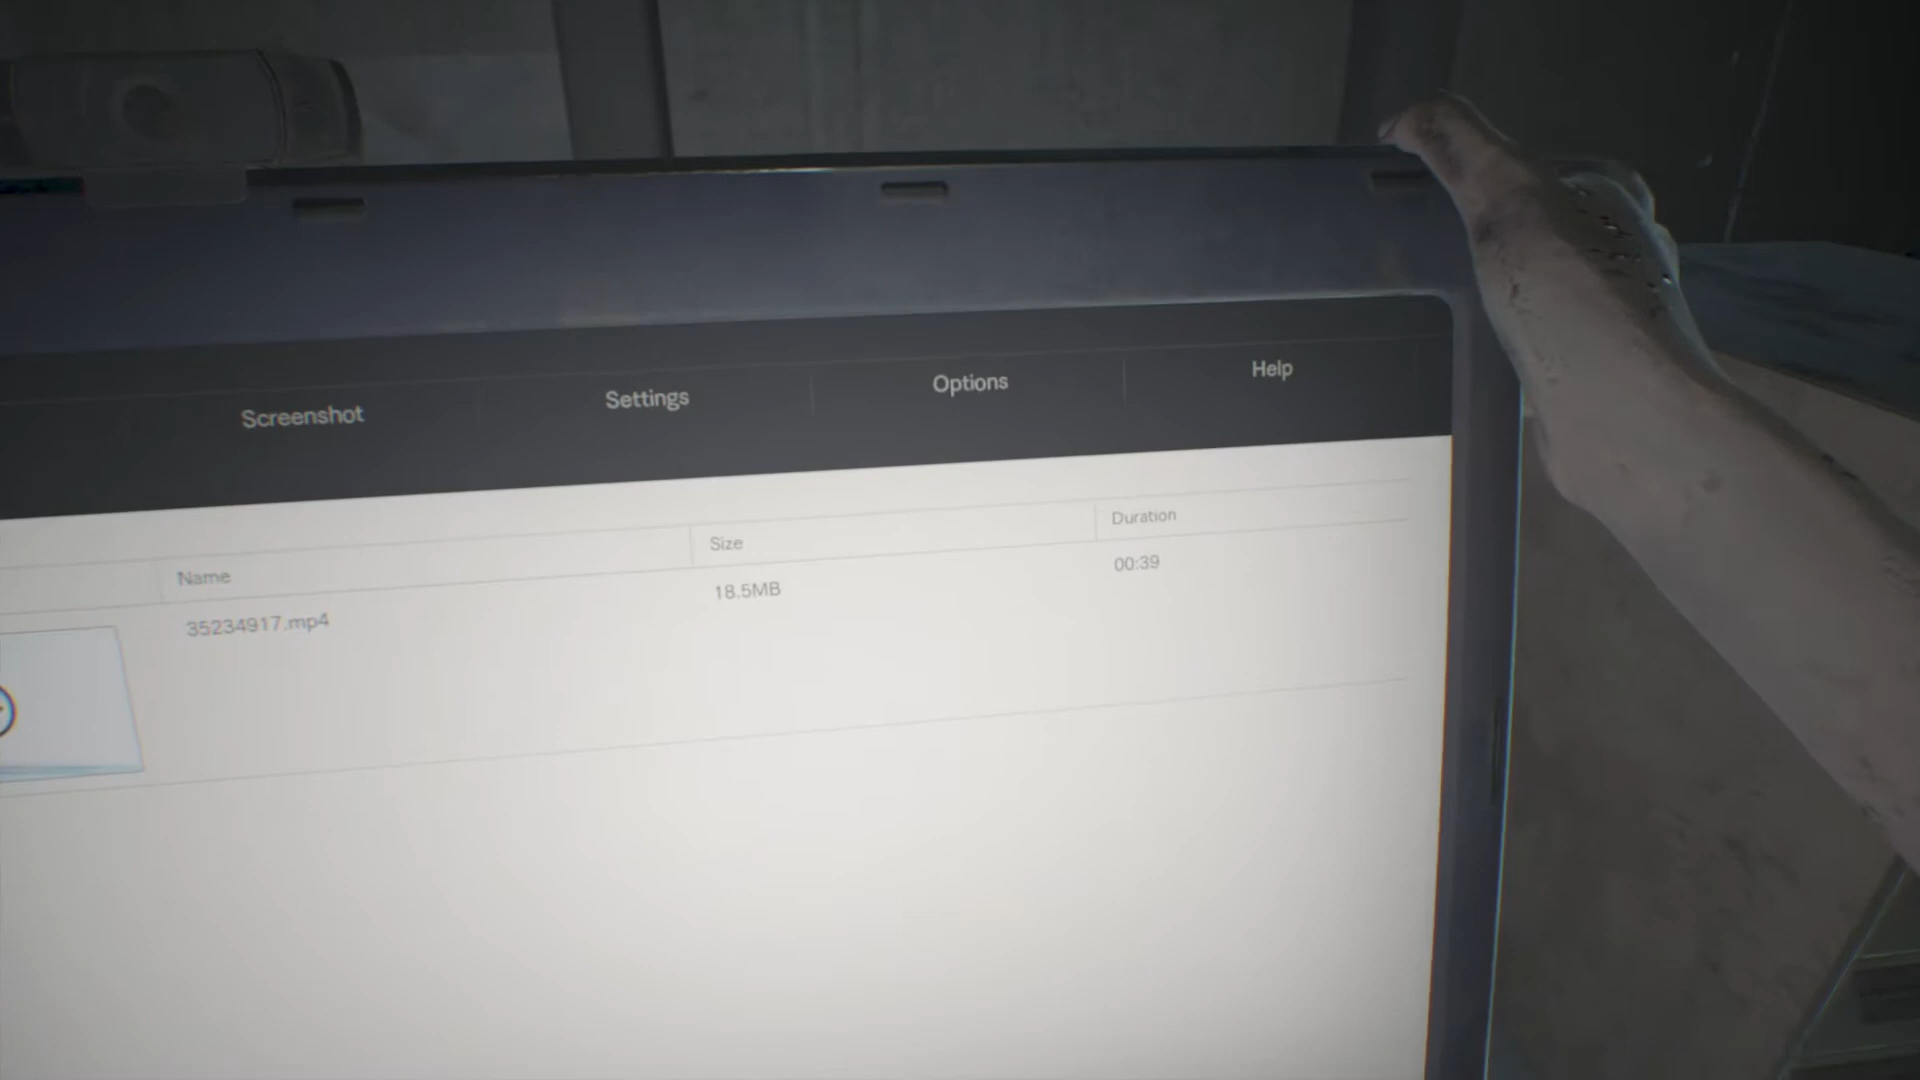 Screenshot Settings Options Help
Name Size Duration
35234917.mp4 18.5MB 00:39